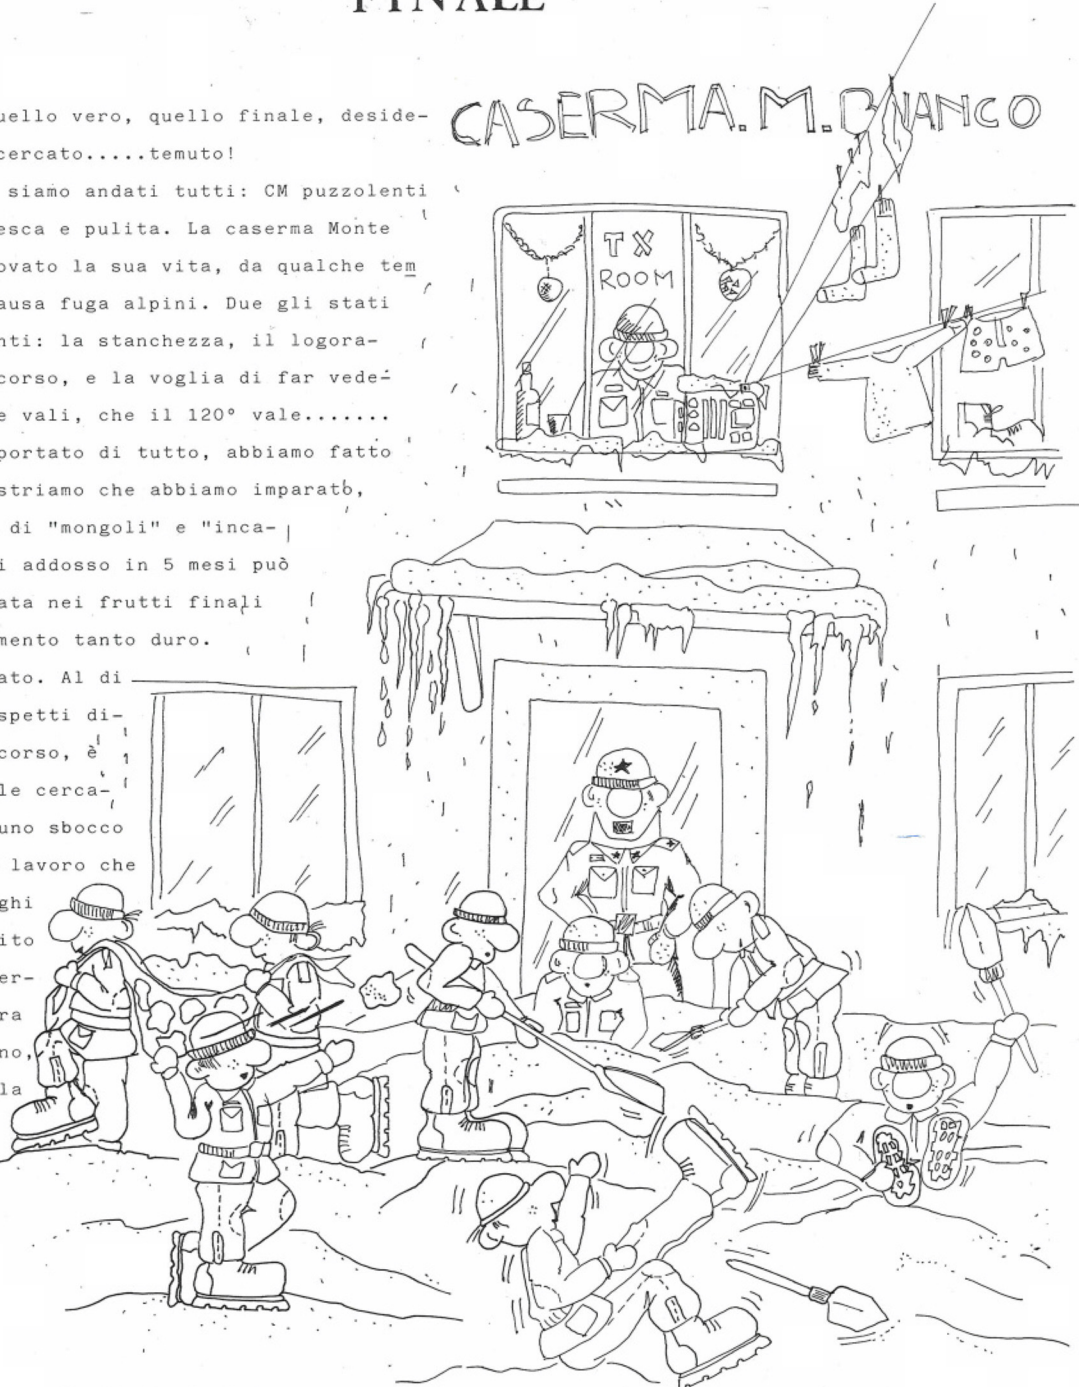 FINALE
uello vero, quello finale, deside-
cercato.....temuto!
siamo andati tutti: CM puzzolenti
esca e pulita. La caserma Monte
ovato la sua vita, da qualche tem
ausa fuga alpini. Due gli stati
nti: la stanchezza, il logora-
corso, e la voglia di far vede-
e vali, che il 120° vale.......
portato di tutto, abbiamo fatto
striamo che abbiamo imparato,
di "mongoli" e "inca-
i addosso in 5 mesi può
ata nei frutti finali
mento tanto duro.
ato. Al di
spetti di-
corso, è
le cerca-
uno sbocco
lavoro che
ghi
ito
er-
ra
no,
la
CASERMA.M.BIANCO
TX
ROOM